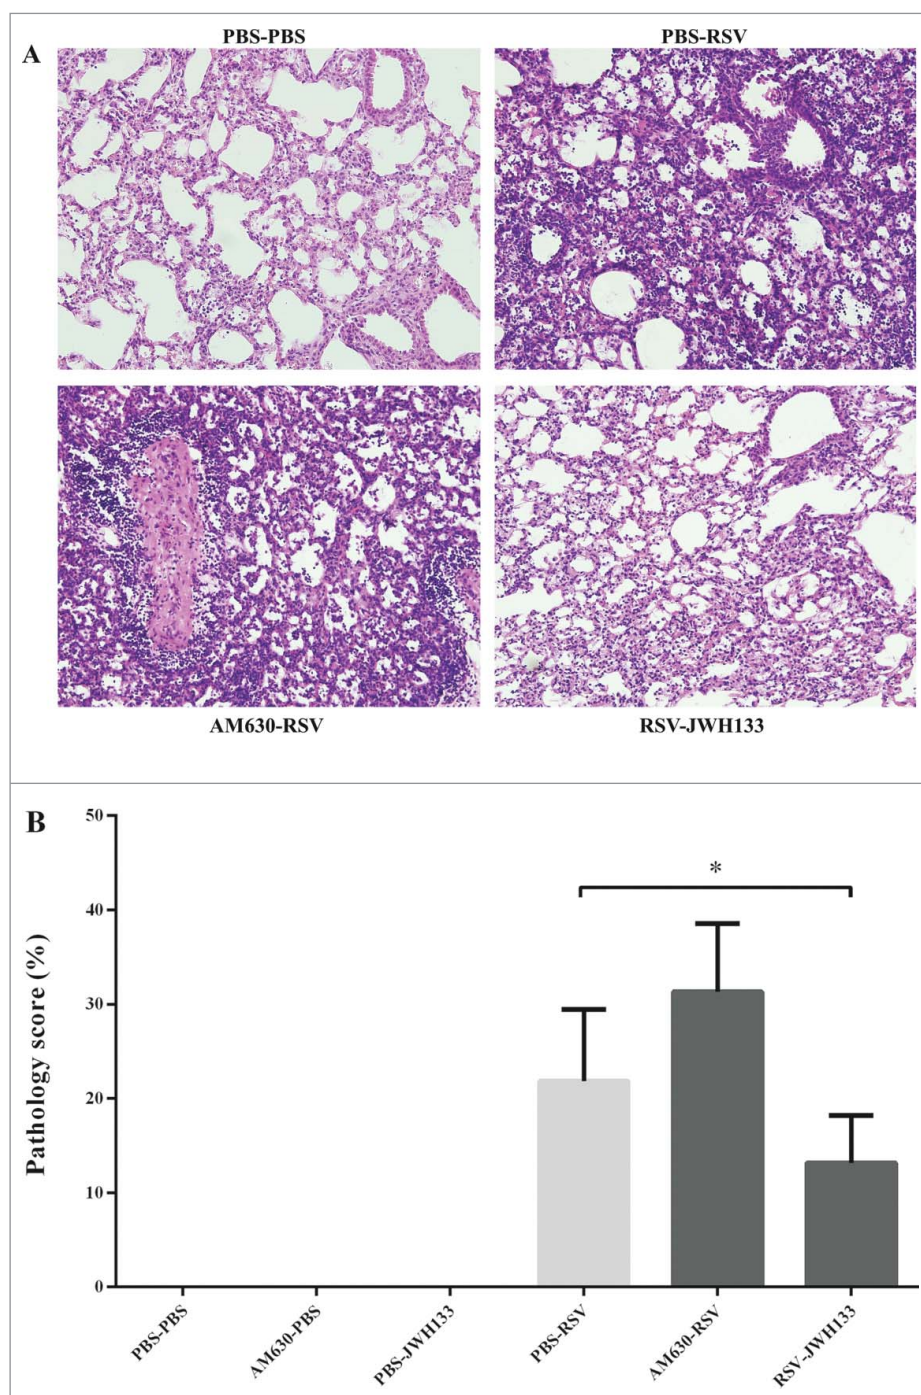 A
PBS-PBS
PBS-RSV
AM630-RSV
RSV-JWH133
B
Pathology score (%)
50
40
30
20
10
0
*
PBS-PBS
AM630-PBS
PBS-JWH133
PBS-RSV
AM630-RSV
RSV-JWH133